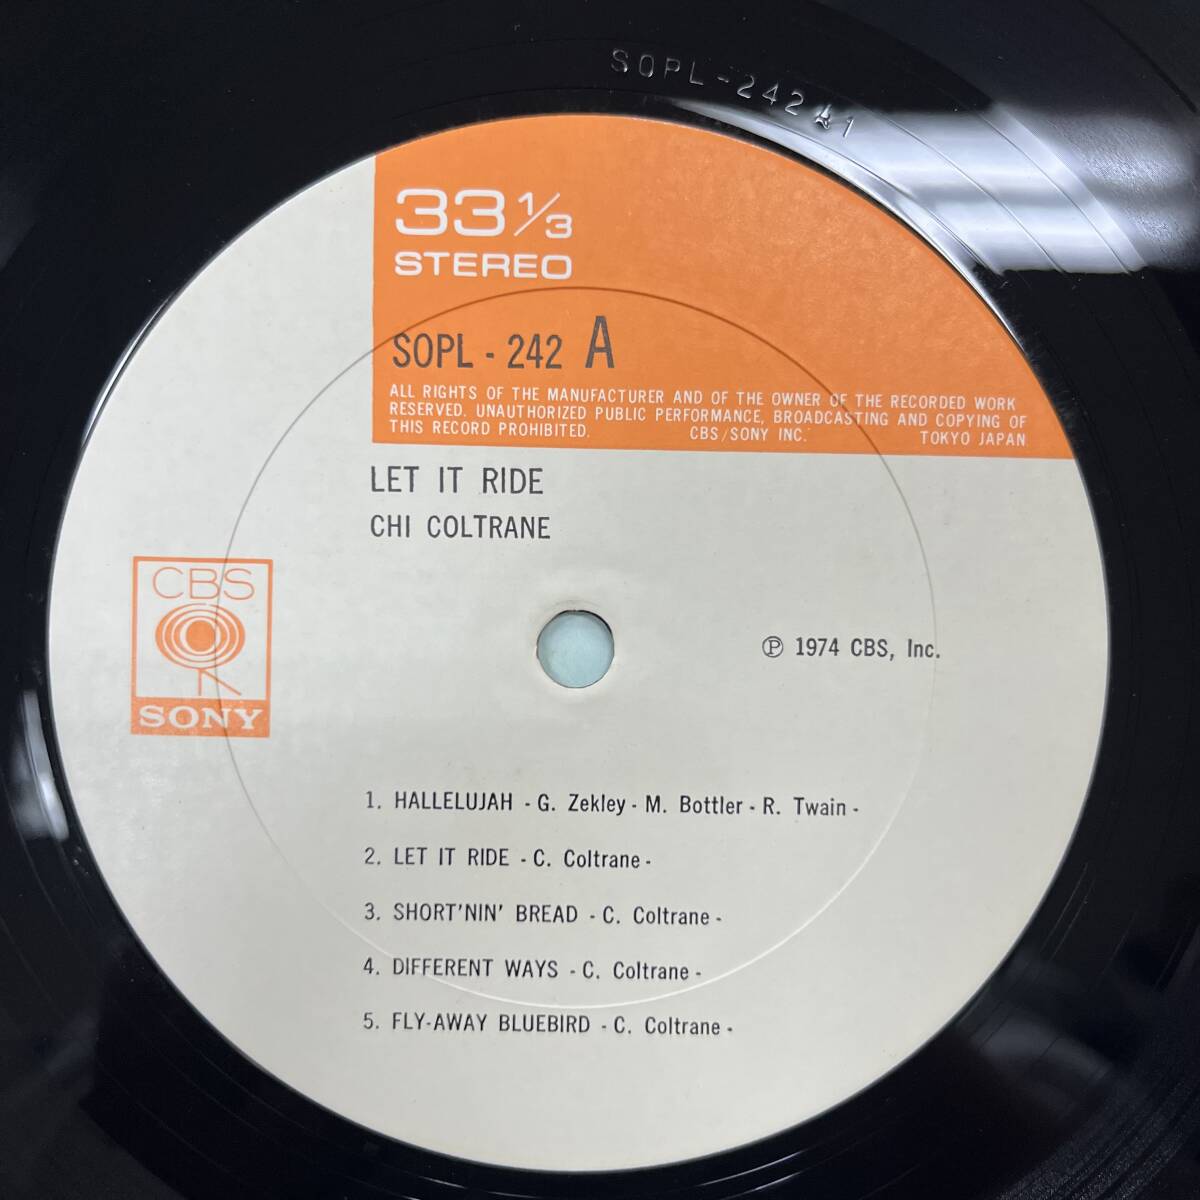 SOPL-242A1
33 1/3
STEREO
SOPL - 242 A
ALL RIGHTS OF THE MANUFACTURER AND OF THE OWNER OF THE RECORDED WORK
RESERVED. UNAUTHORIZED PUBLIC PERFORMANCE, BROADCASTING AND COPYING OF
THIS RECORD PROHIBITED. CBS/SONY INC. TOKYO JAPAN
LET IT RIDE
CHI COLTRANE
CBS
SONY
℗ 1974 CBS, Inc.
1. HALLELUJAH - G. Zekley - M. Bottler - R. Twain -
2. LET IT RIDE - C. Coltrane -
3. SHORT'NIN' BREAD - C. Coltrane -
4. DIFFERENT WAYS - C. Coltrane -
5. FLY-AWAY BLUEBIRD - C. Coltrane -